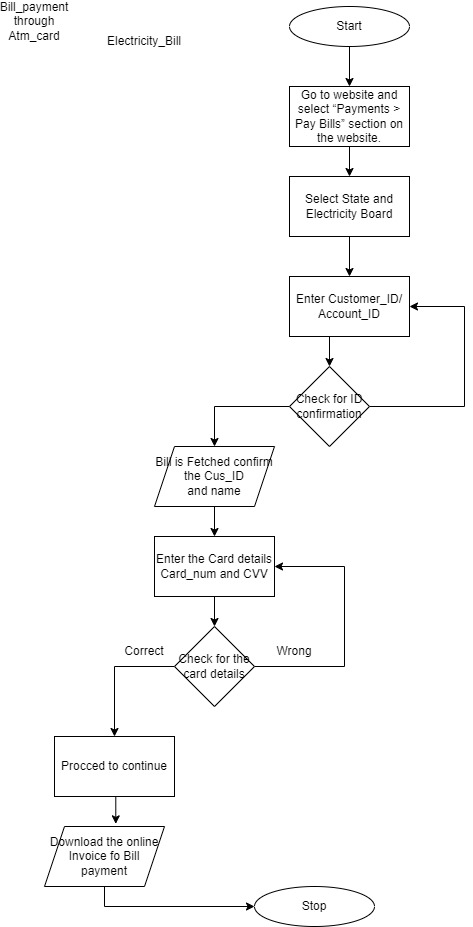 Bill_payment
through
Atm_card
Electricity_Bill
Start
Go to website and
select “Payments >
Pay Bills” section on
the website.
Select State and
Electricity Board
Enter Customer_ID/
Account_ID
Check for ID
confirmation
Bill is Fetched confirm
the Cus_ID
and name
Enter the Card details
Card_num and CVV
Check for the
card details
Correct
Wrong
Procced to continue
Download the online
Invoice fo Bill
payment
Stop